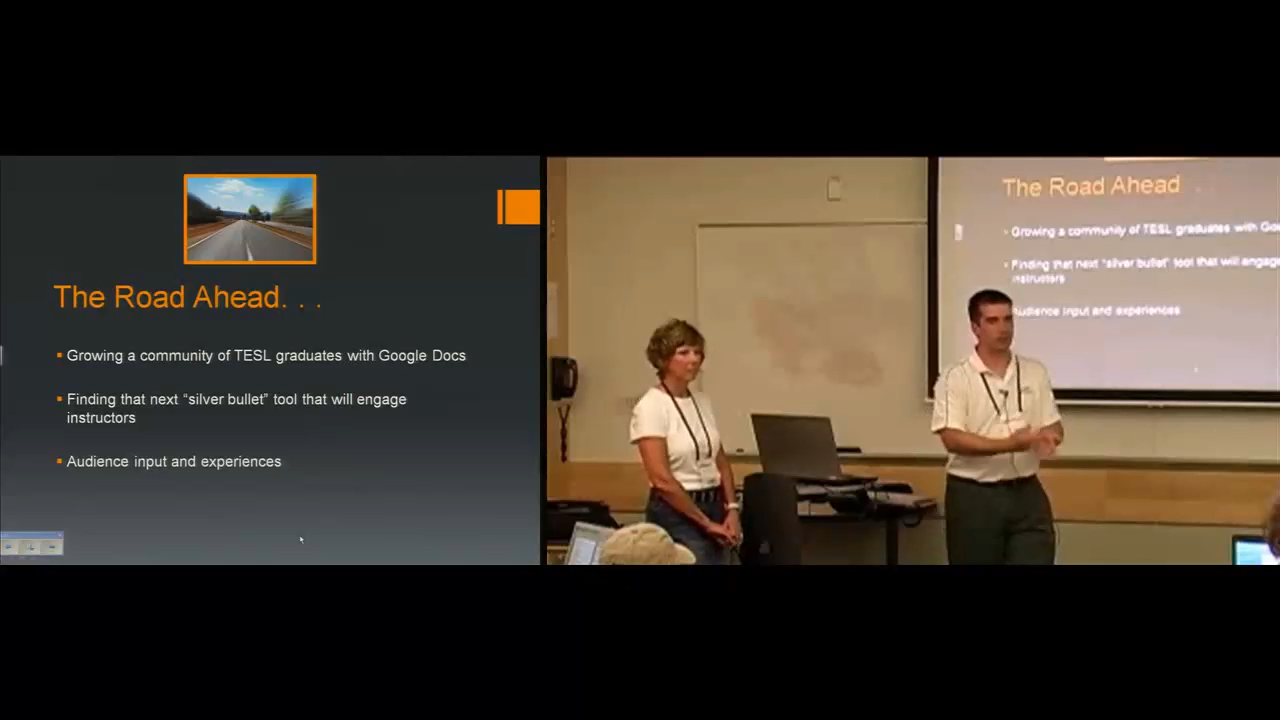 The Road Ahead. . .
Growing a community of TESL graduates with Google Docs
Finding that next “silver bullet” tool that will engage
instructors
Audience input and experiences
The Road Ahead . .
Growing a community of TESL graduates with Goo
Finding that next "silver bullet" tool that will engage
instructors
Audience input and experiences